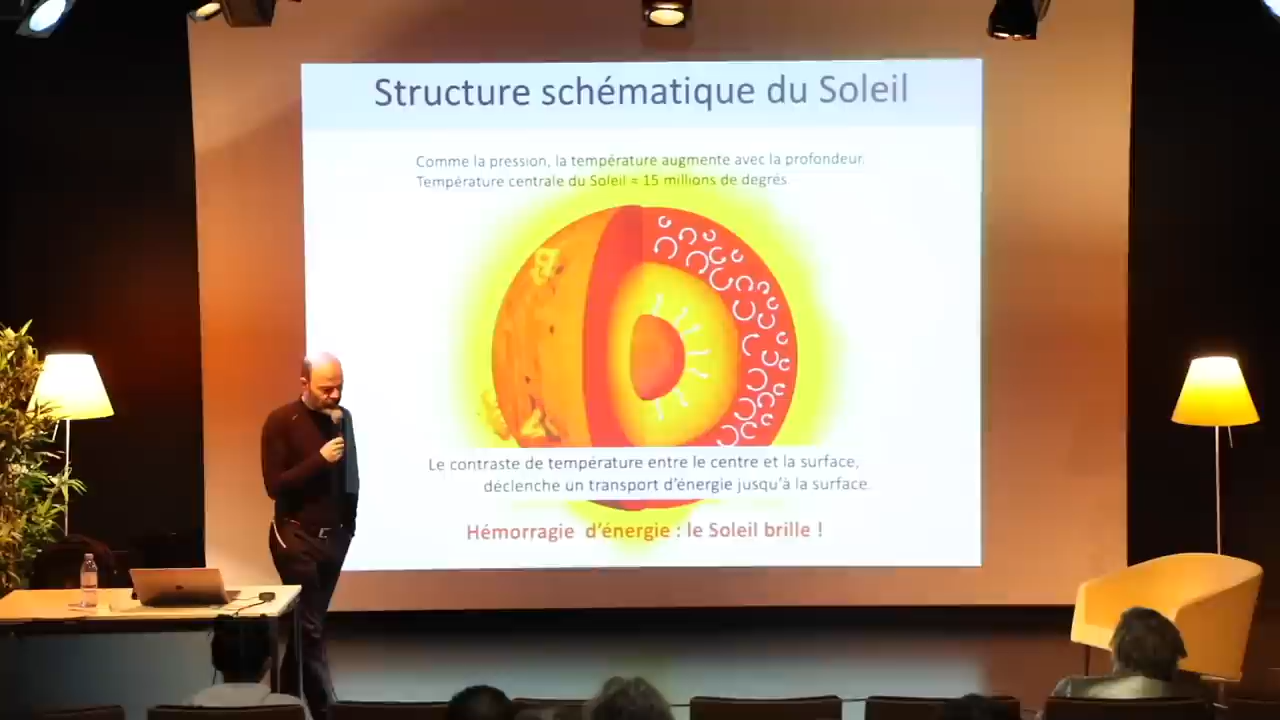 Structure schématique du Soleil
Comme la pression, la température augmente avec la profondeur.
Température centrale du Soleil = 15 millions de degrés
Le contraste de température entre le centre et la surface,
déclenche un transport d'énergie jusqu'à la surface.
Hémorragie d'énergie : le Soleil brille !